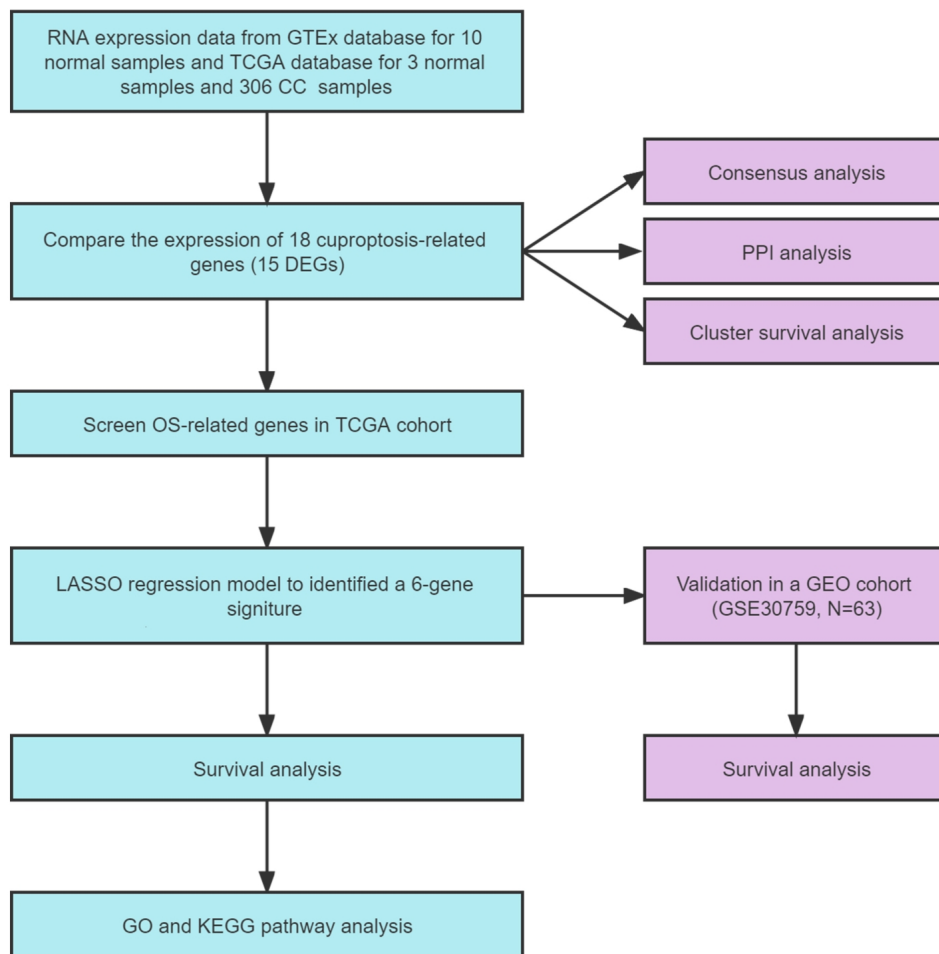 RNA expression data from GTEx database for 10
normal samples and TCGA database for 3 normal
samples and 306 CC samples
Consensus analysis
Compare the expression of 18 cuproptosis-related
genes (15 DEGs)
PPI analysis
Cluster survival analysis
Screen OS-related genes in TCGA cohort
LASSO regression model to identified a 6-gene
signiture
Validation in a GEO cohort
(GSE30759, N=63)
Survival analysis
Survival analysis
GO and KEGG pathway analysis